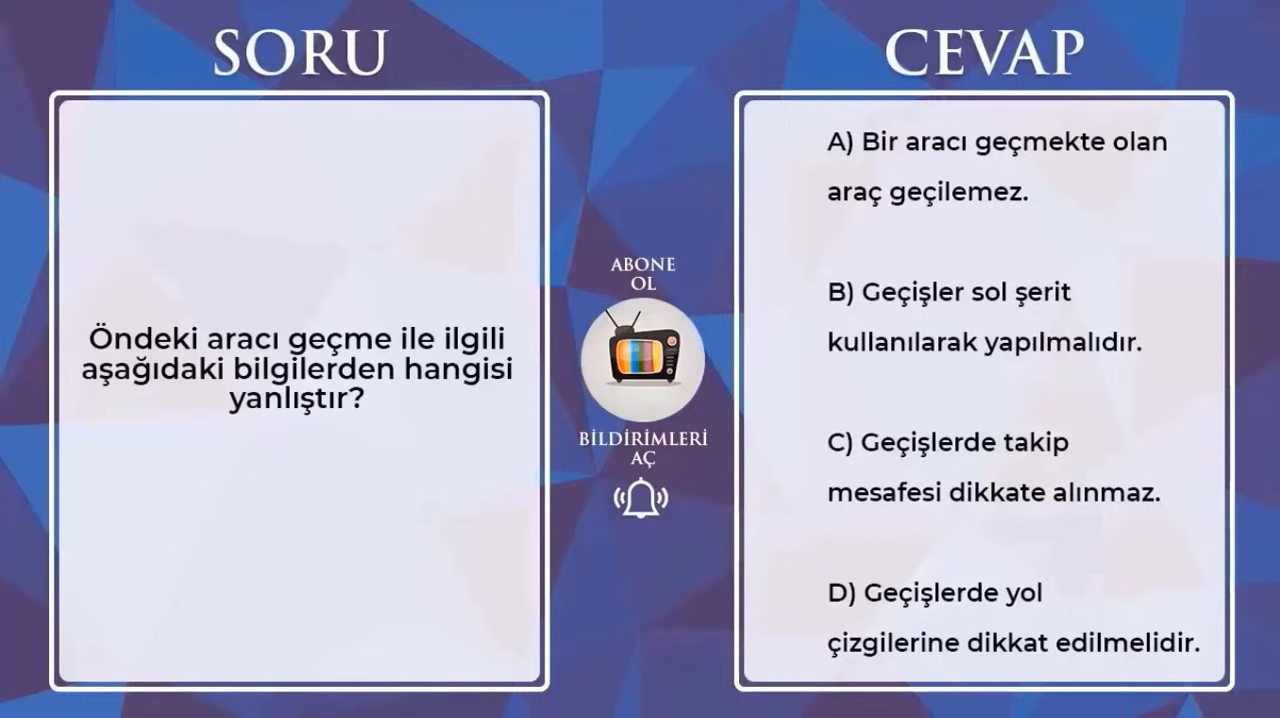 SORU
Öndeki aracı geçme ile ilgili
aşağıdaki bilgilerden hangisi
yanlıştır?
ABONE
OL
BİLDİRİMLERİ
AÇ
CEVAP
A) Bir aracı geçmekte olan
araç geçilemez.
B) Geçişler sol şerit
kullanılarak yapılmalıdır.
C) Geçişlerde takip
mesafesi dikkate alınmaz.
D) Geçişlerde yol
çizgilerine dikkat edilmelidir.